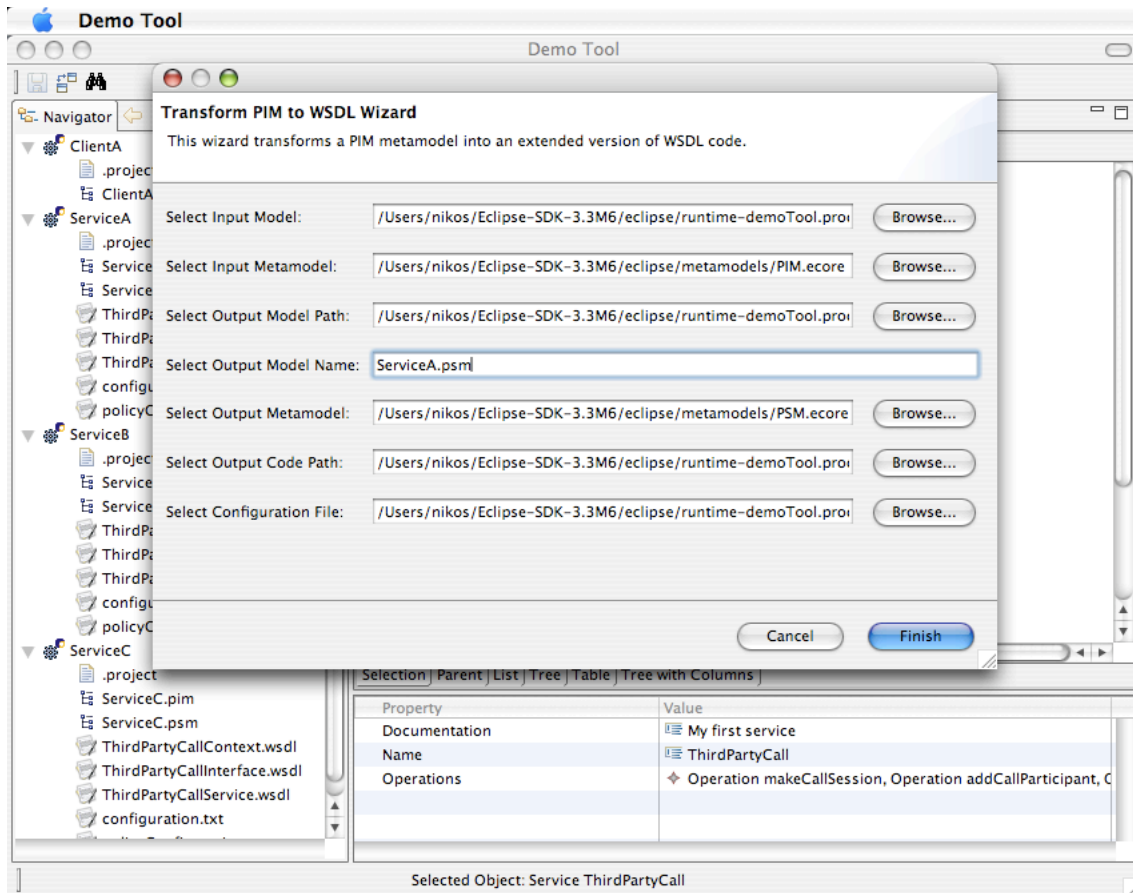 Demo Tool
Demo Tool
Navigator
Transform PIM to WSDL Wizard
This wizard transforms a PIM metamodel into an extended version of WSDL code.
Select Input Model: /Users/nikos/Eclipse-SDK-3.3M6/eclipse/runtime-demoTool.pro Browse...
Select Input Metamodel: /Users/nikos/Eclipse-SDK-3.3M6/eclipse/metamodels/PIM.ecore Browse...
Select Output Model Path: /Users/nikos/Eclipse-SDK-3.3M6/eclipse/runtime-demoTool.pro Browse...
Select Output Model Name: ServiceA.psm
Select Output Metamodel: /Users/nikos/Eclipse-SDK-3.3M6/eclipse/metamodels/PSM.ecore Browse...
Select Output Code Path: /Users/nikos/Eclipse-SDK-3.3M6/eclipse/runtime-demoTool.pro Browse...
Select Configuration File: /Users/nikos/Eclipse-SDK-3.3M6/eclipse/runtime-demoTool.pro Browse...
Cancel Finish
ClientA
.projec
ClientA
ServiceA
.projec
Service
Service
ThirdPa
ThirdPa
ThirdPa
configu
policyC
ServiceB
.projec
Service
Service
ThirdPa
ThirdPa
ThirdPa
configu
policyC
ServiceC
.project
ServiceC.pim
ServiceC.psm
ThirdPartyCallContext.wsdl
ThirdPartyCallInterface.wsdl
ThirdPartyCallService.wsdl
configuration.txt
Selection Parent List Tree Table Tree with Columns
Property Value
Documentation My first service
Name ThirdPartyCall
Operations Operation makeCallSession, Operation addCallParticipant,
Selected Object: Service ThirdPartyCall